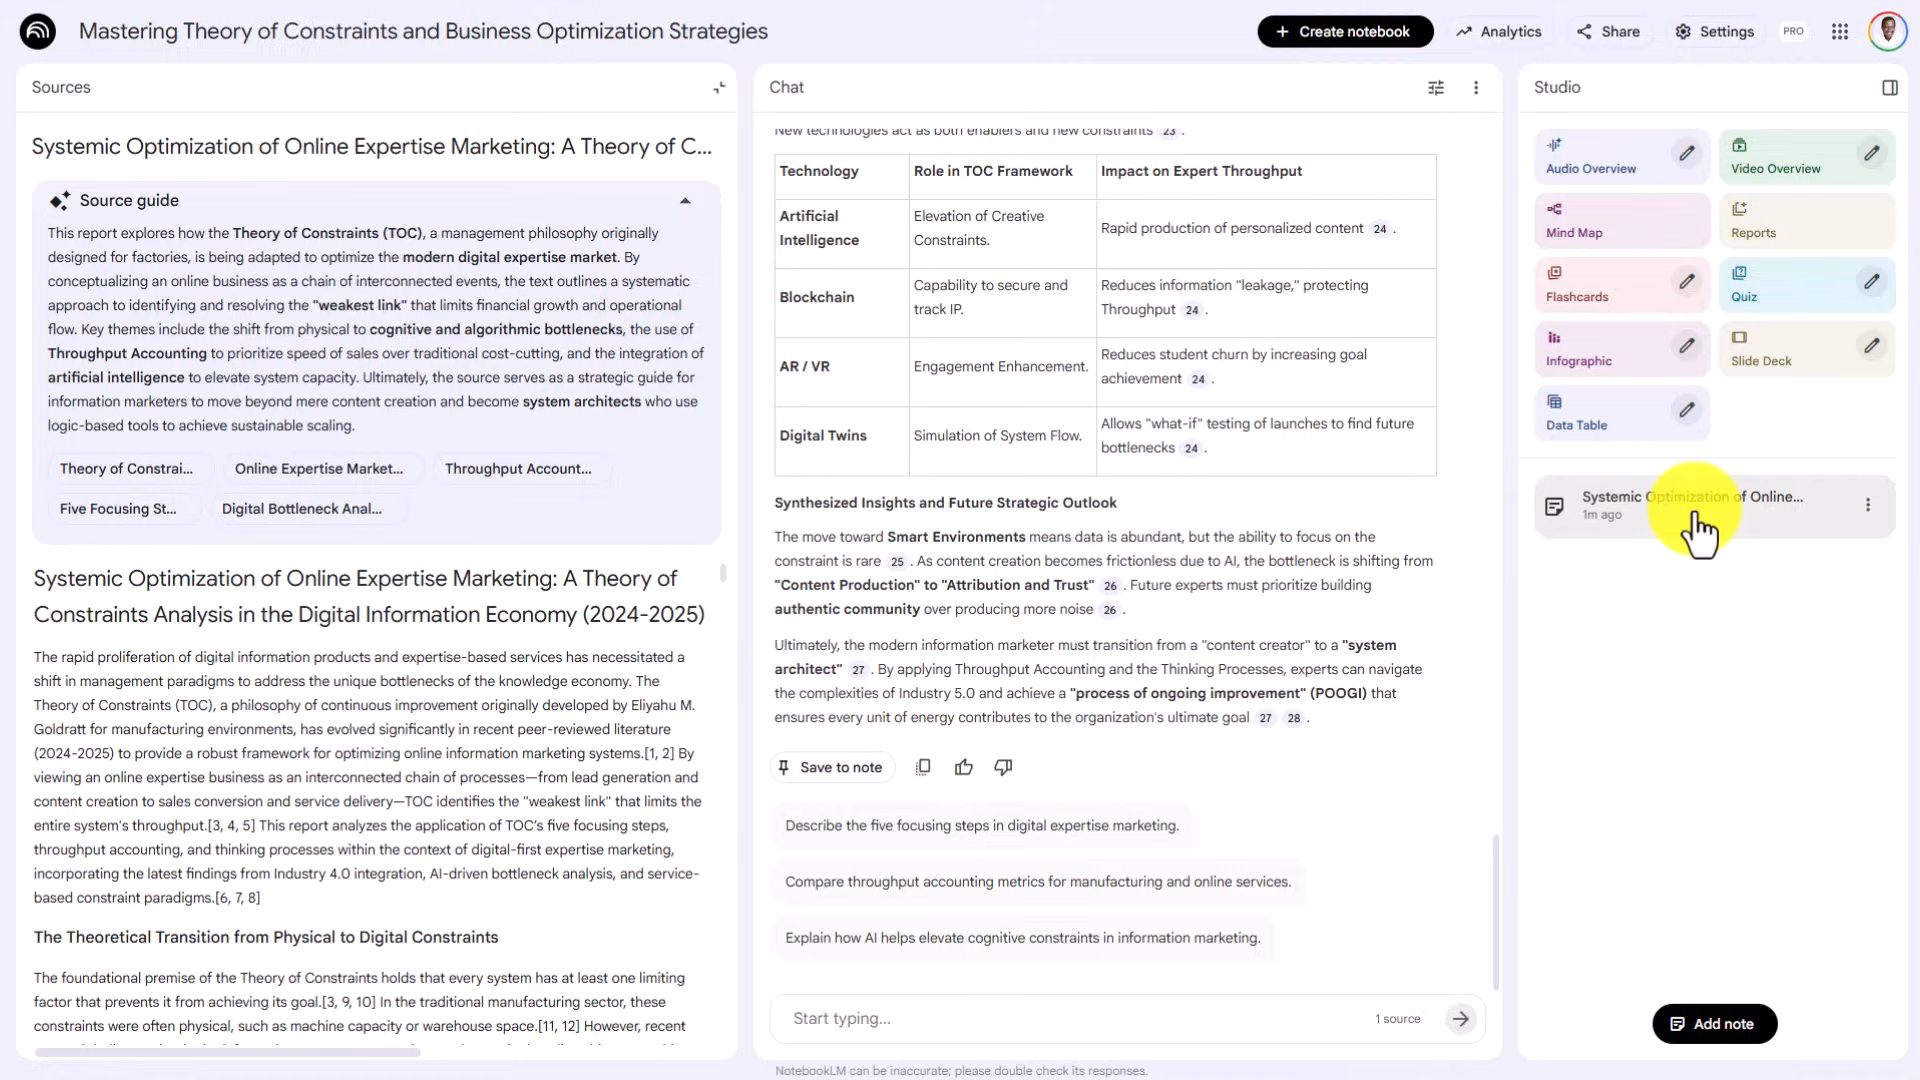 Mastering Theory of Constraints and Business Optimization Strategies
Create notebook
Analytics
Share
Settings
PRO
Sources
Systemic Optimization of Online Expertise Marketing: A Theory of C...
Source guide
This report explores how the Theory of Constraints (TOC), a management philosophy originally
designed for factories, is being adapted to optimize the modern digital expertise market. By
conceptualizing an online business as a chain of interconnected events, the text outlines a systematic
approach to identifying and resolving the "weakest link" that limits financial growth and operational
flow. Key themes include the shift from physical to cognitive and algorithmic bottlenecks, the use of
Throughput Accounting to prioritize speed of sales over traditional cost-cutting, and the integration of
artificial intelligence to elevate system capacity. Ultimately, the source serves as a strategic guide for
information marketers to move beyond mere content creation and become system architects who use
logic-based tools to achieve sustainable scaling.
Theory of Constrai...
Online Expertise Market...
Throughput Account...
Five Focusing St...
Digital Bottleneck Anal...
Systemic Optimization of Online Expertise Marketing: A Theory of
Constraints Analysis in the Digital Information Economy (2024-2025)
The rapid proliferation of digital information products and expertise-based services has necessitated a
shift in management paradigms to address the unique bottlenecks of the knowledge economy. The
Theory of Constraints (TOC), a philosophy of continuous improvement originally developed by Eliyahu M.
Goldratt for manufacturing environments, has evolved significantly in recent peer-reviewed literature
(2024-2025) to provide a robust framework for optimizing online information marketing systems.[1, 2] By
viewing an online expertise business as an interconnected chain of processes—from lead generation and
content creation to sales conversion and service delivery—TOC identifies the "weakest link" that limits the
entire system's throughput.[3, 4, 5] This report analyzes the application of TOC's five focusing steps,
throughput accounting, and thinking processes within the context of digital-first expertise marketing,
incorporating the latest findings from Industry 4.0 integration, AI-driven bottleneck analysis, and service-
based constraint paradigms.[6, 7, 8]
The Theoretical Transition from Physical to Digital Constraints
The foundational premise of the Theory of Constraints holds that every system has at least one limiting
factor that prevents it from achieving its goal.[3, 9, 10] In the traditional manufacturing sector, these
constraints were often physical, such as machine capacity or warehouse space.[11, 12] However, recent
Chat
New technologies act as both enablers and new constraints 23 .
Technology
Role in TOC Framework
Impact on Expert Throughput
Artificial
Intelligence
Elevation of Creative
Constraints.
Rapid production of personalized content 24 .
Blockchain
Capability to secure and
track IP.
Reduces information "leakage," protecting
Throughput 24 .
AR / VR
Engagement Enhancement.
Reduces student churn by increasing goal
achievement 24 .
Digital Twins
Simulation of System Flow.
Allows "what-if" testing of launches to find future
bottlenecks 24 .
Synthesized Insights and Future Strategic Outlook
The move toward Smart Environments means data is abundant, but the ability to focus on the
constraint is rare 25 . As content creation becomes frictionless due to AI, the bottleneck is shifting from
"Content Production" to "Attribution and Trust" 26 . Future experts must prioritize building
authentic community over producing more noise 26 .
Ultimately, the modern information marketer must transition from a "content creator" to a "system
architect" 27 . By applying Throughput Accounting and the Thinking Processes, experts can navigate
the complexities of Industry 5.0 and achieve a "process of ongoing improvement" (POOGI) that
ensures every unit of energy contributes to the organization's ultimate goal 27 28 .
Save to note
Describe the five focusing steps in digital expertise marketing.
Compare throughput accounting metrics for manufacturing and online services.
Explain how AI helps elevate cognitive constraints in information marketing.
Start typing...
1 source
NotebookLM can be inaccurate; please double check its responses.
Studio
Audio Overview
Video Overview
Mind Map
Reports
Flashcards
Quiz
Infographic
Slide Deck
Data Table
Systemic Optimization of Online...
1m ago
Add note